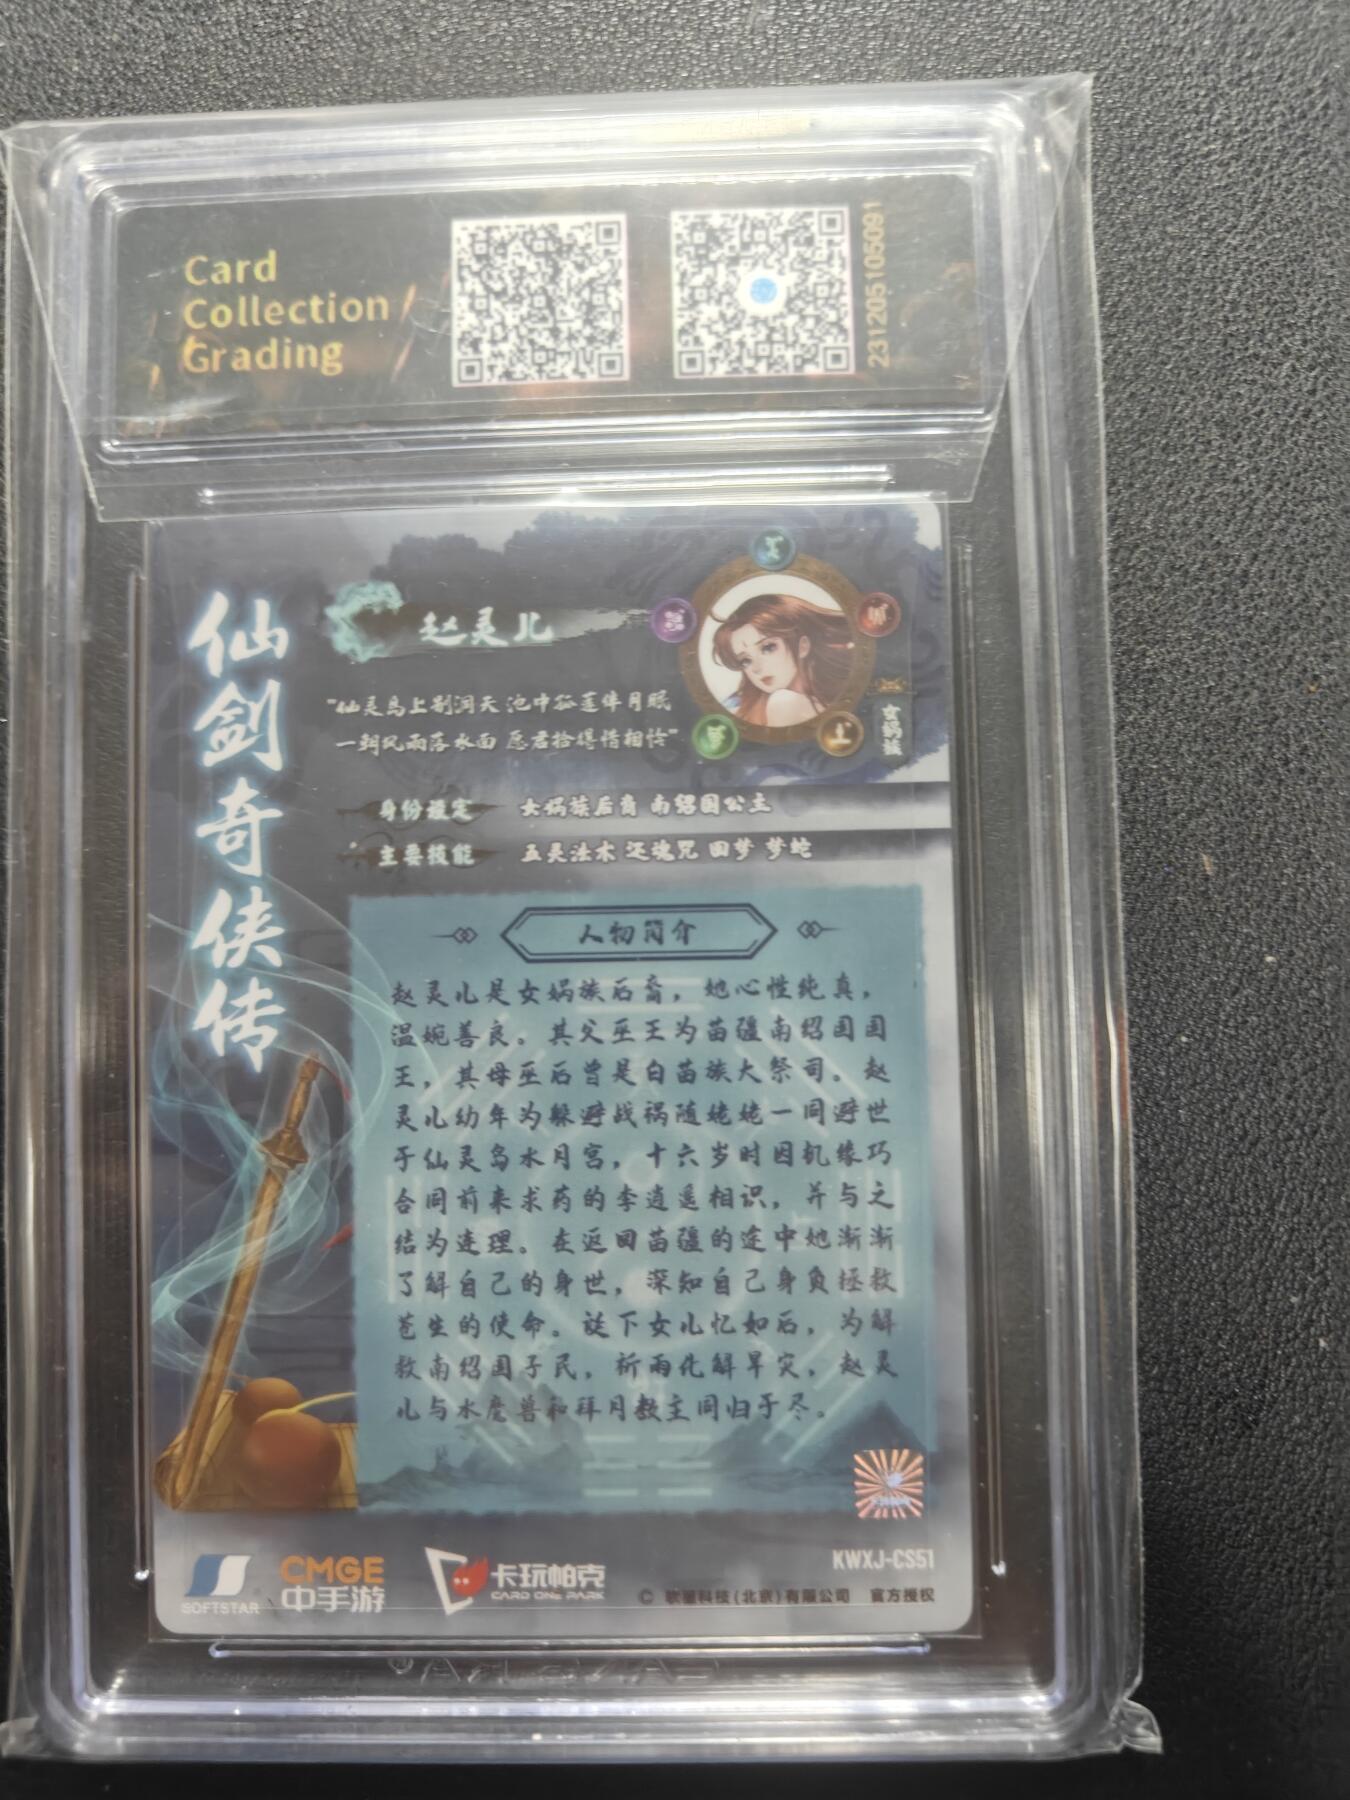 Card
Collection
Grading
231205105091
仙剑奇侠传
赵灵儿
"仙灵岛上别洞天 池中孤莲伴月眠
一朝风雨落水面 愿君拾得惜相怜"
女娲族
身份设定 女娲族后裔 南绍国公主
主要技能 五灵法术 还魂咒 回梦 梦蛇
人物简介
赵灵儿是女娲族后裔，她心性纯真，
温婉善良。其父巫王为苗疆南绍国国
王，其母巫后曾是白苗族大祭司。赵
灵儿幼年为躲避战祸随姥姥一同避世
于仙灵岛水月宫，十六岁时因机缘巧
合同前来求药的李逍遥相识，并与之
结为连理。在返回苗疆的途中她渐渐
了解自己的身世，深知自己身负拯救
苍生的使命。诞下女儿忆如后，为解
救南绍国子民，祈雨化解旱灾，赵灵
儿与水魔兽和拜月教主同归于尽。
KWXJ-CS51
SOFTSTAR
CMGE
中手游
卡玩帕克
CARD ONE PARK
© 软星科技(北京)有限公司 官方授权